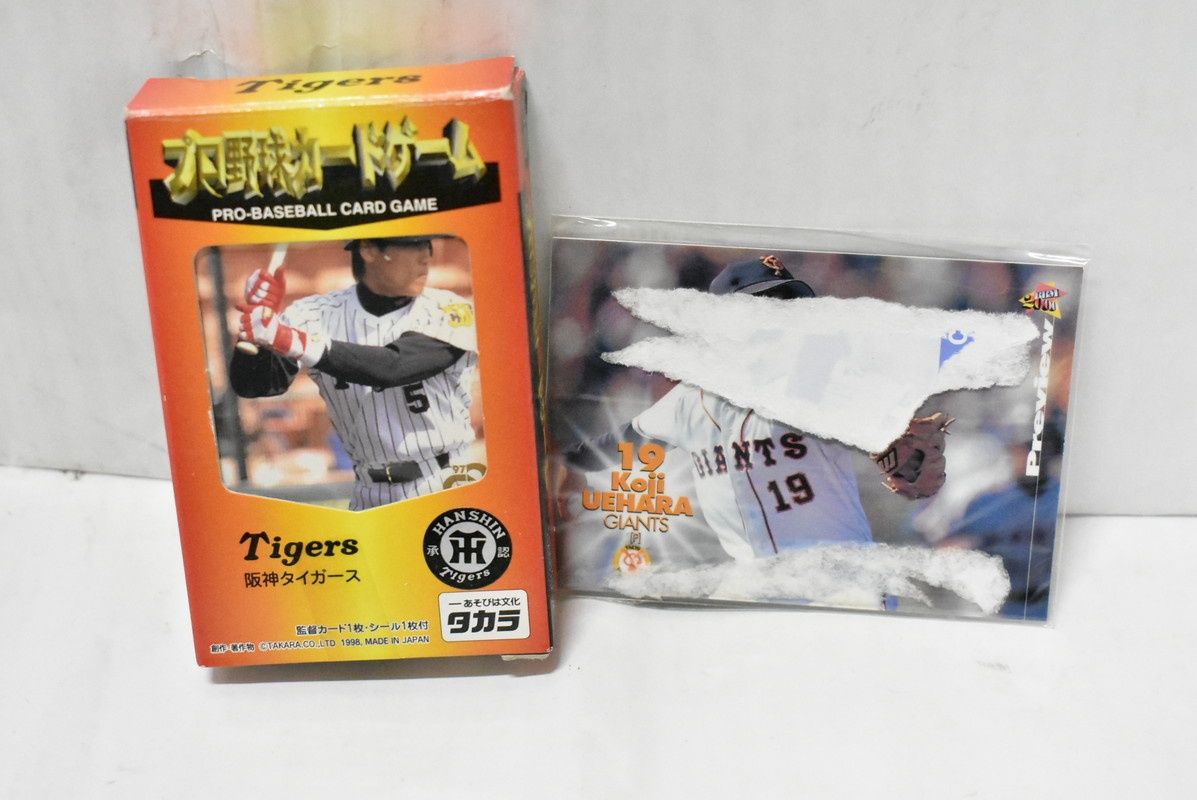 Tigers
プロ野球カードゲーム
PRO-BASEBALL CARD GAME
5
97
Tigers
阪神タイガース
HANSHIN
承認
Tigers
監督カード1枚・シール1枚付
創作・著作物 ©TAKARA.CO.,LTD 1998, MADE IN JAPAN
あそびは文化
タカラ
2000
Preview
C
19
Koji
UEHARA
GIANTS
[P]
GIANTS
19